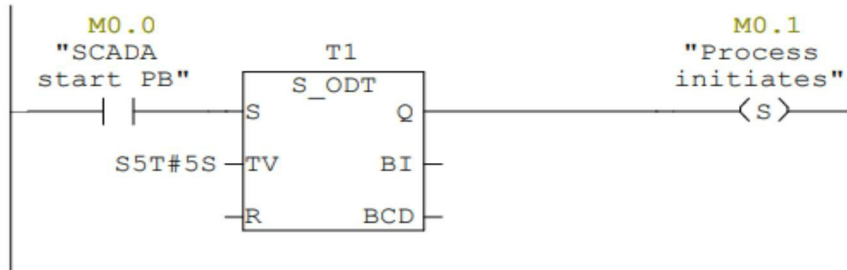 M0.0
"SCADA
start PB"
T1
S_ODT
S
Q
M0.1
"Process
initiates"
(S)
S5T#5S
TV
BI
R
BCD